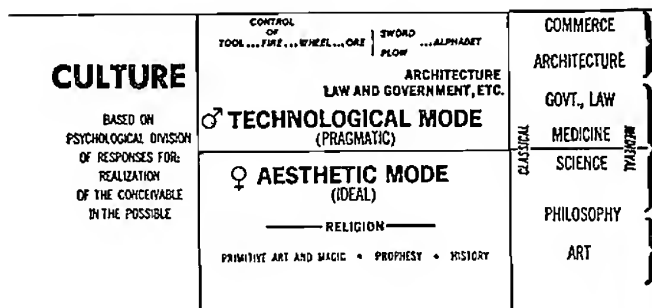 CULTURE
BASED ON
PSYCHOLOGICAL DIVISION
OF RESPONSES FOR:
REALIZATION
OF THE CONCEIVABLE
IN THE POSSIBLE
CONTROL
OF
TOOL...FIRE...WHEEL...ORE
SWORD
PLOW
...ALPHABET
ARCHITECTURE
LAW AND GOVERNMENT, ETC.
♂ TECHNOLOGICAL MODE
(PRAGMATIC)
♀ AESTHETIC MODE
(IDEAL)
RELIGION
PRIMITIVE ART AND MAGIC • PROPHESY • HISTORY
CLASSICAL
COMMERCE
ARCHITECTURE
GOVT., LAW
MEDICINE
SCIENCE
PHILOSOPHY
ART
MEDIEVAL